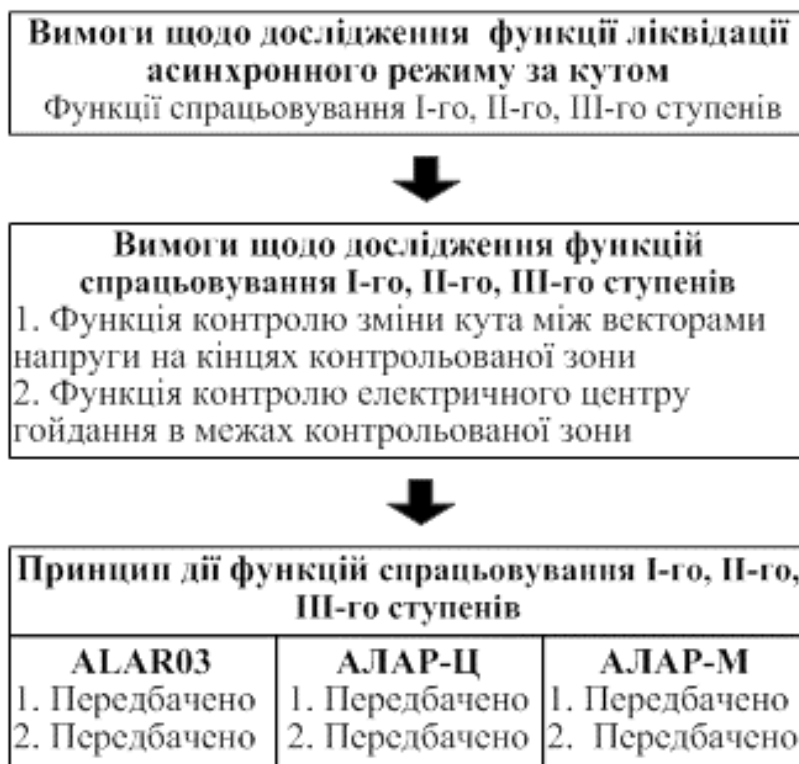 Вимоги щодо дослідження функції ліквідації
асинхронного режиму за кутом
Функції спрацьовування І-го, ІІ-го, ІІІ-го ступенів
Вимоги щодо дослідження функцій
спрацьовування І-го, ІІ-го, ІІІ-го ступенів
1. Функція контролю зміни кута між векторами
напруги на кінцях контрольованої зони
2. Функція контролю електричного центру
гойдання в межах контрольованої зони
Принцип дії функцій спрацьовування І-го, ІІ-го,
ІІІ-го ступенів
ALAR03
1. Передбачено
2. Передбачено
АЛАР-Ц
1. Передбачено
2. Передбачено
АЛАР-М
1. Передбачено
2. Передбачено